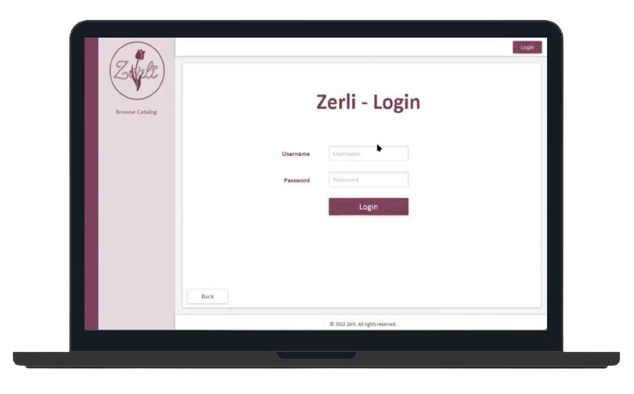 Login
Zerli
Browse Catalog
Zerli - Login
Username
Username
Password
Password
Login
Back
© 2022 Zerli. All rights reserved.